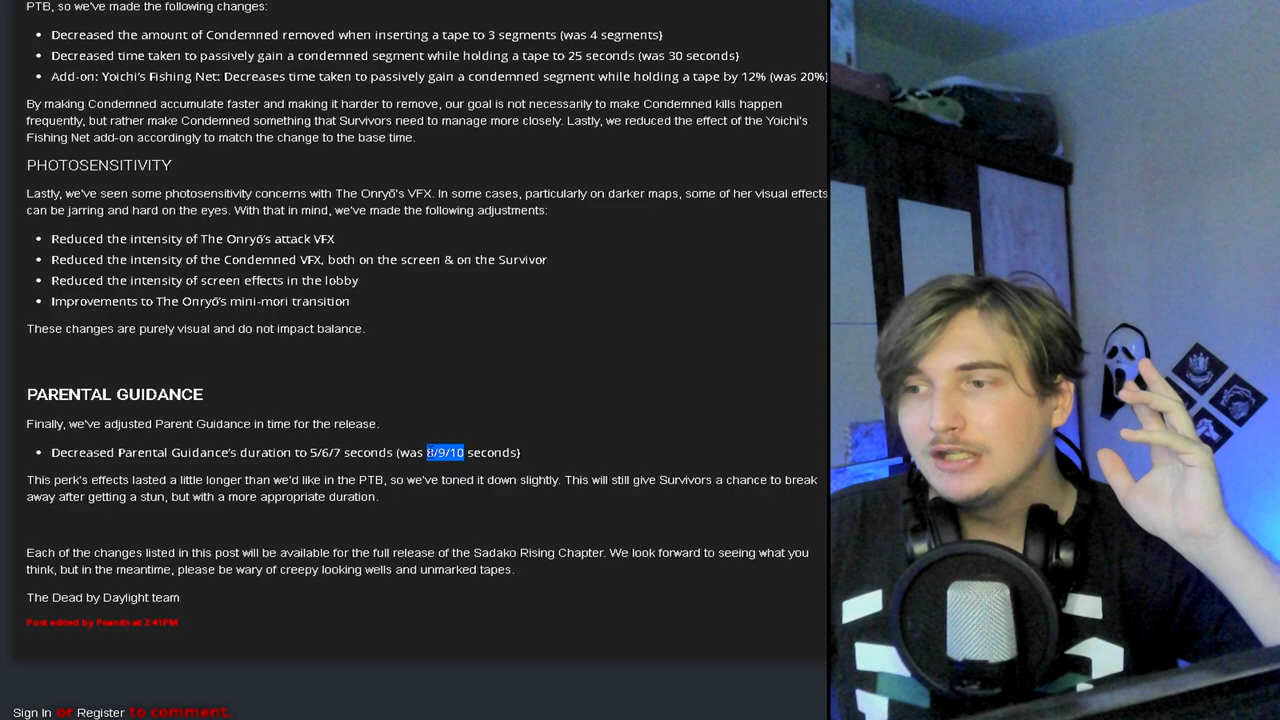 PTB, so we've made the following changes:
• Decreased the amount of Condemned removed when inserting a tape to 3 segments (was 4 segments)
• Decreased time taken to passively gain a condemned segment while holding a tape to 25 seconds (was 30 seconds)
• Add-on: Yoichi's Fishing Net: Decreases time taken to passively gain a condemned segment while holding a tape by 12% (was 20%)
By making Condemned accumulate faster and making it harder to remove, our goal is not necessarily to make Condemned kills happen
frequently, but rather make Condemned something that Survivors need to manage more closely. Lastly, we reduced the effect of the Yoichi's
Fishing Net add-on accordingly to match the change to the base time.
PHOTOSENSITIVITY
Lastly, we've seen some photosensitivity concerns with The Onryō's VFX. In some cases, particularly on darker maps, some of her visual effects
can be jarring and hard on the eyes. With that in mind, we've made the following adjustments:
• Reduced the intensity of The Onryō's attack VFX
• Reduced the intensity of the Condemned VFX, both on the screen & on the Survivor
• Reduced the intensity of screen effects in the lobby
• Improvements to The Onryō's mini-mori transition
These changes are purely visual and do not impact balance.
PARENTAL GUIDANCE
Finally, we've adjusted Parent Guidance in time for the release.
• Decreased Parental Guidance's duration to 5/6/7 seconds (was 8/9/10 seconds)
This perk's effects lasted a little longer than we'd like in the PTB, so we've toned it down slightly. This will still give Survivors a chance to break
away after getting a stun, but with a more appropriate duration.
Each of the changes listed in this post will be available for the full release of the Sadako Rising Chapter. We look forward to seeing what you
think, but in the meantime, please be wary of creepy looking wells and unmarked tapes.
The Dead by Daylight team
Post edited by Peanits at 2:41PM
Sign In or Register to comment.